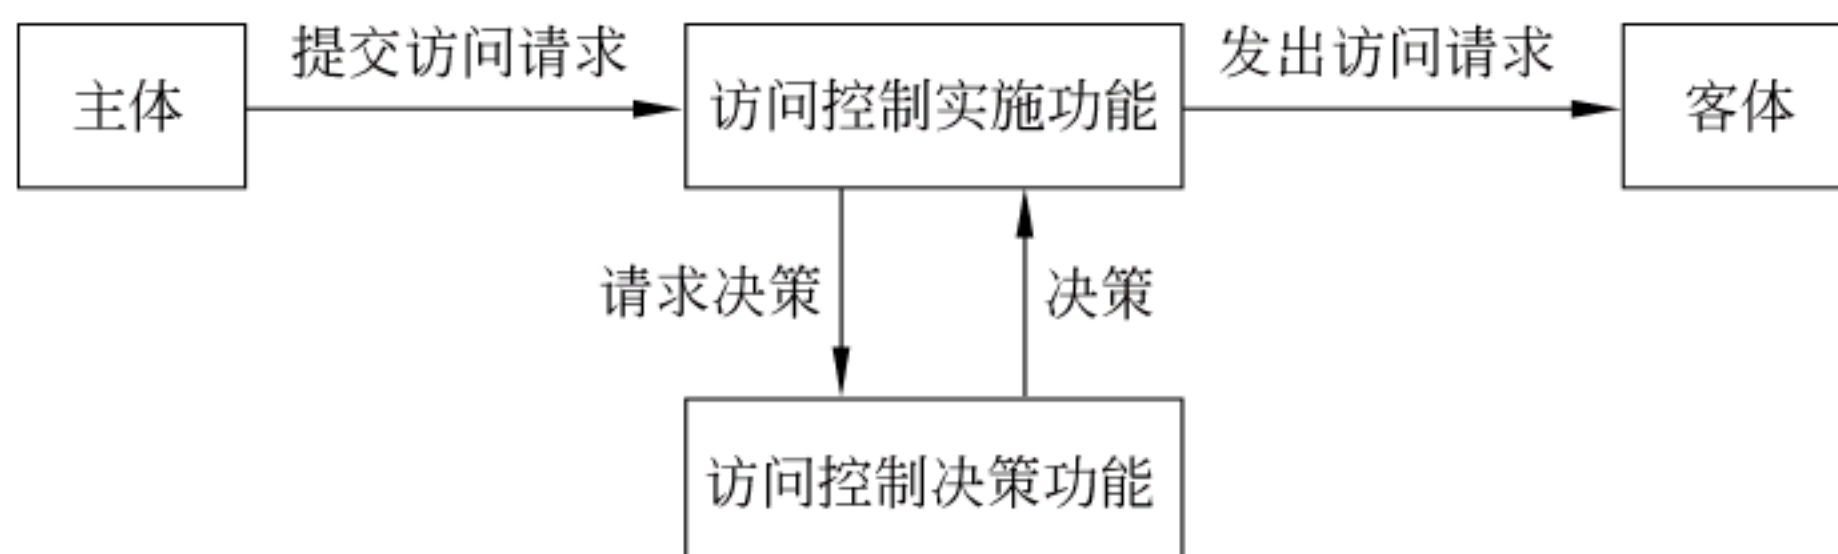 提交访问请求
发出访问请求
主体
访问控制实施功能
客体
请求决策
决策
访问控制决策功能